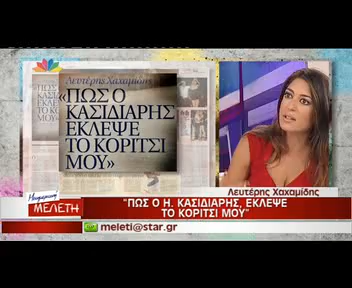 Λευτέρης Χαχαμίδης
«ΠΩΣ Ο
ΚΑΣΙΔΙΑΡΗΣ
ΕΚΛΕΨΕ
ΤΟ ΚΟΡΙΤΣΙ
ΜΟΥ»
Λευτέρης Χαχαμίδης
ΜΕΛΕΤΗ
"ΠΩΣ Ο Η. ΚΑΣΙΔΙΑΡΗΣ, ΕΚΛΕΨΕ
ΤΟ ΚΟΡΙΤΣΙ ΜΟΥ"
meleti@star.gr